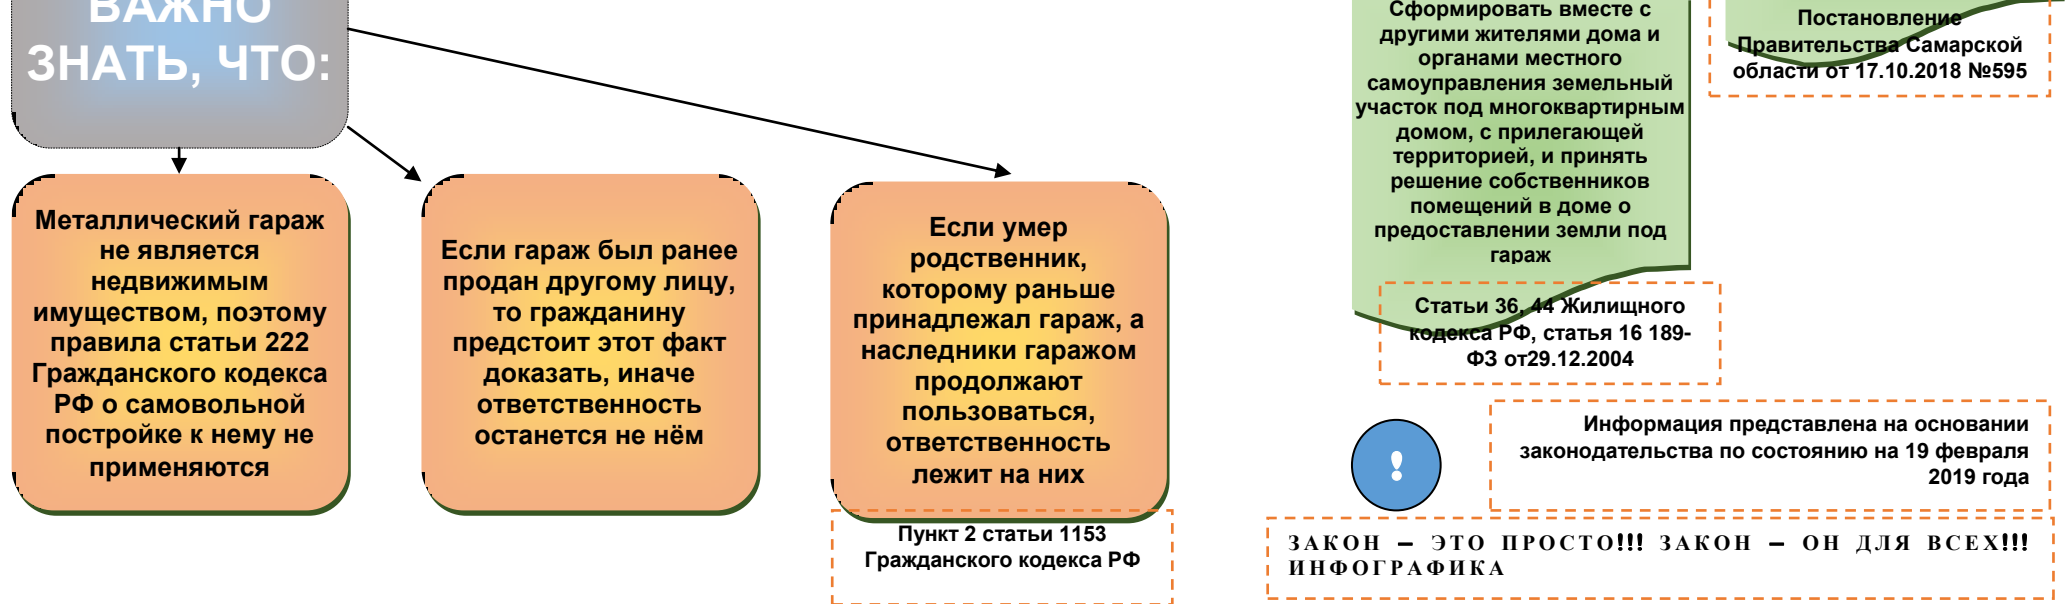 ВАЖНО
ЗНАТЬ, ЧТО:
Металлический гараж
не является
недвижимым
имуществом, поэтому
правила статьи 222
Гражданского кодекса
РФ о самовольной
постройке к нему не
применяются
Если гараж был ранее
продан другому лицу,
то гражданину
предстоит этот факт
доказать, иначе
ответственность
останется не нём
Если умер
родственник,
которому раньше
принадлежал гараж, а
наследники гаражом
продолжают
пользоваться,
ответственность
лежит на них
Пункт 2 статьи 1153
Гражданского кодекса РФ
Сформировать вместе с
другими жителями дома и
органами местного
самоуправления земельный
участок под многоквартирным
домом, с прилегающей
территорией, и принять
решение собственников
помещений в доме о
предоставлении земли под
гараж
Статьи 36, 44 Жилищного
кодекса РФ, статья 16 189-
ФЗ от29.12.2004
Постановление
Правительства Самарской
области от 17.10.2018 №595
!
Информация представлена на основании
законодательства по состоянию на 19 февраля
2019 года
ЗАКОН – ЭТО ПРОСТО!!! ЗАКОН – ОН ДЛЯ ВСЕХ!!!
ИНФОГРАФИКА